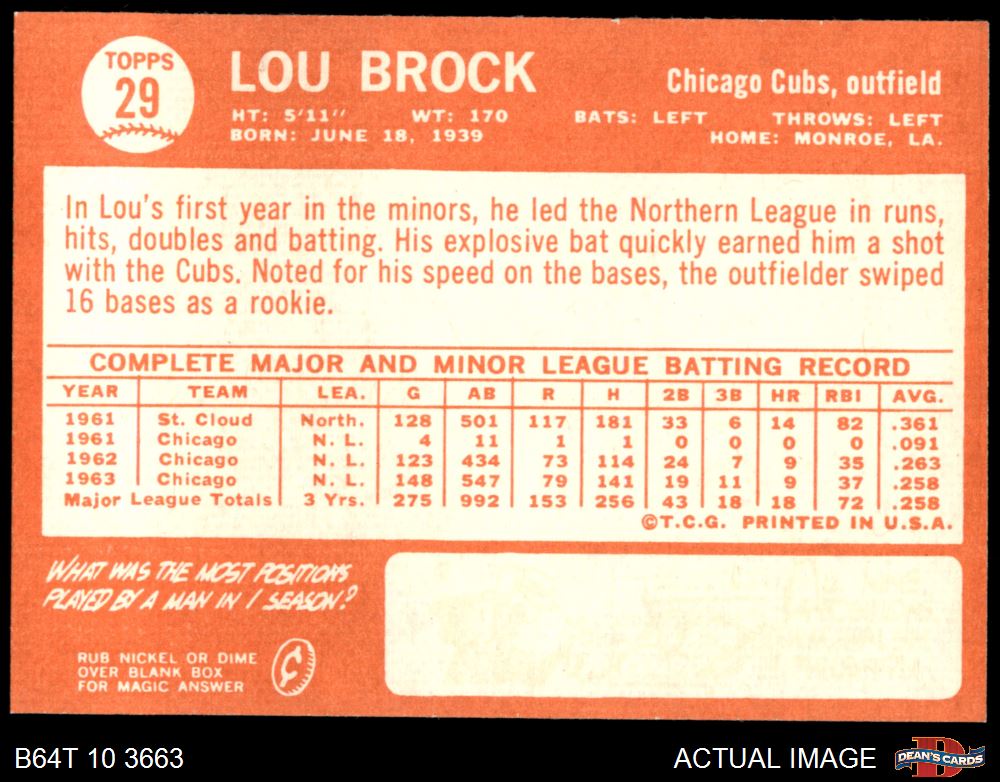 TOPPS
29
LOU BROCK
Chicago Cubs, outfield
HT: 5'11" WT: 170 BATS: LEFT THROWS: LEFT
BORN: JUNE 18, 1939 HOME: MONROE, LA.
In Lou's first year in the minors, he led the Northern League in runs,
hits, doubles and batting. His explosive bat quickly earned him a shot
with the Cubs. Noted for his speed on the bases, the outfielder swiped
16 bases as a rookie.
COMPLETE MAJOR AND MINOR LEAGUE BATTING RECORD
YEAR TEAM LEA. G AB R H 2B 3B HR RBI AVG.
1961 St. Cloud North. 128 501 117 181 33 6 14 82 .361
1961 Chicago N. L. 4 11 1 1 0 0 0 0 .091
1962 Chicago N. L. 123 434 73 114 24 7 9 35 .263
1963 Chicago N. L. 148 547 79 141 19 11 9 37 .258
Major League Totals 3 Yrs. 275 992 153 256 43 18 18 72 .258
©T.C.G. PRINTED IN U.S.A.
WHAT WAS THE MOST POSITIONS
PLAYED BY A MAN IN 1 SEASON?
RUB NICKEL OR DIME
OVER BLANK BOX
FOR MAGIC ANSWER
B64T 10 3663 ACTUAL IMAGE
D
DEAN'S CARDS